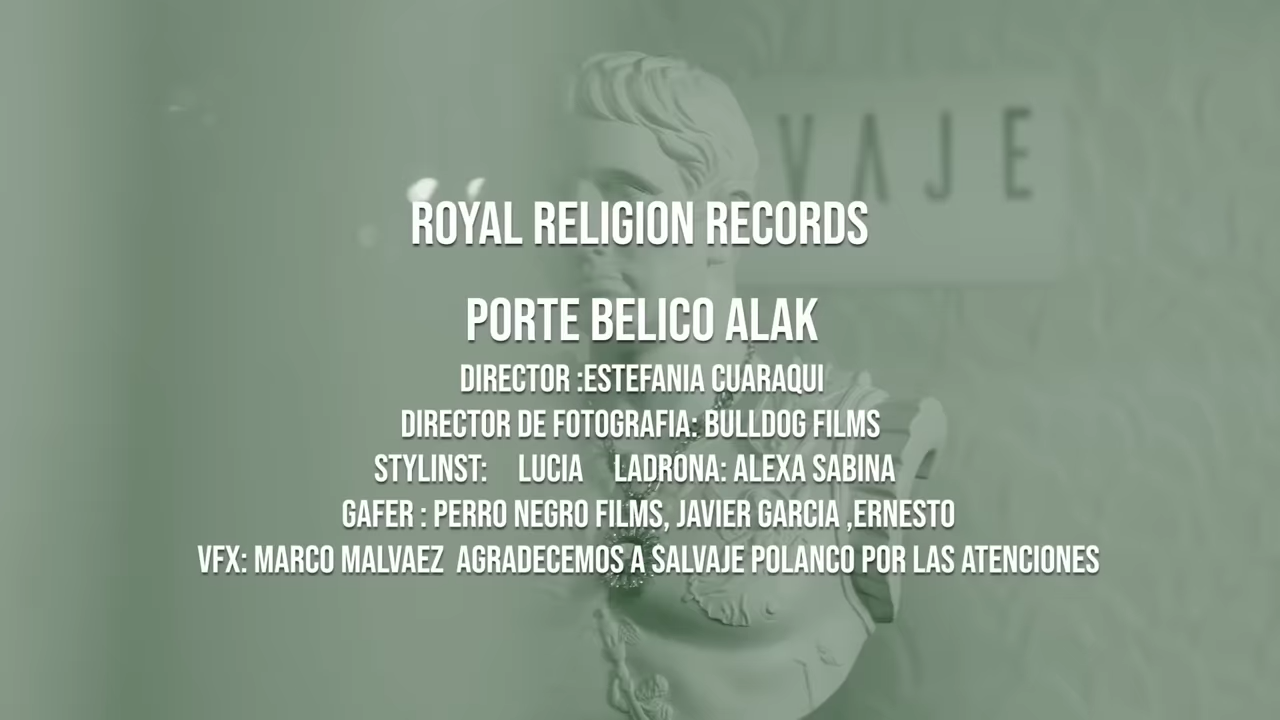 VAJE
ROYAL RELIGION RECORDS
PORTE BELICO ALAK
DIRECTOR :ESTEFANIA CUARAQUI
DIRECTOR DE FOTOGRAFIA: BULLDOG FILMS
STYLINST: LUCIA LADRONA: ALEXA SABINA
GAFER : PERRO NEGRO FILMS, JAVIER GARCIA ,ERNESTO
VFX: MARCO MALVAEZ AGRADECEMOS A SALVAJE POLANCO POR LAS ATENCIONES